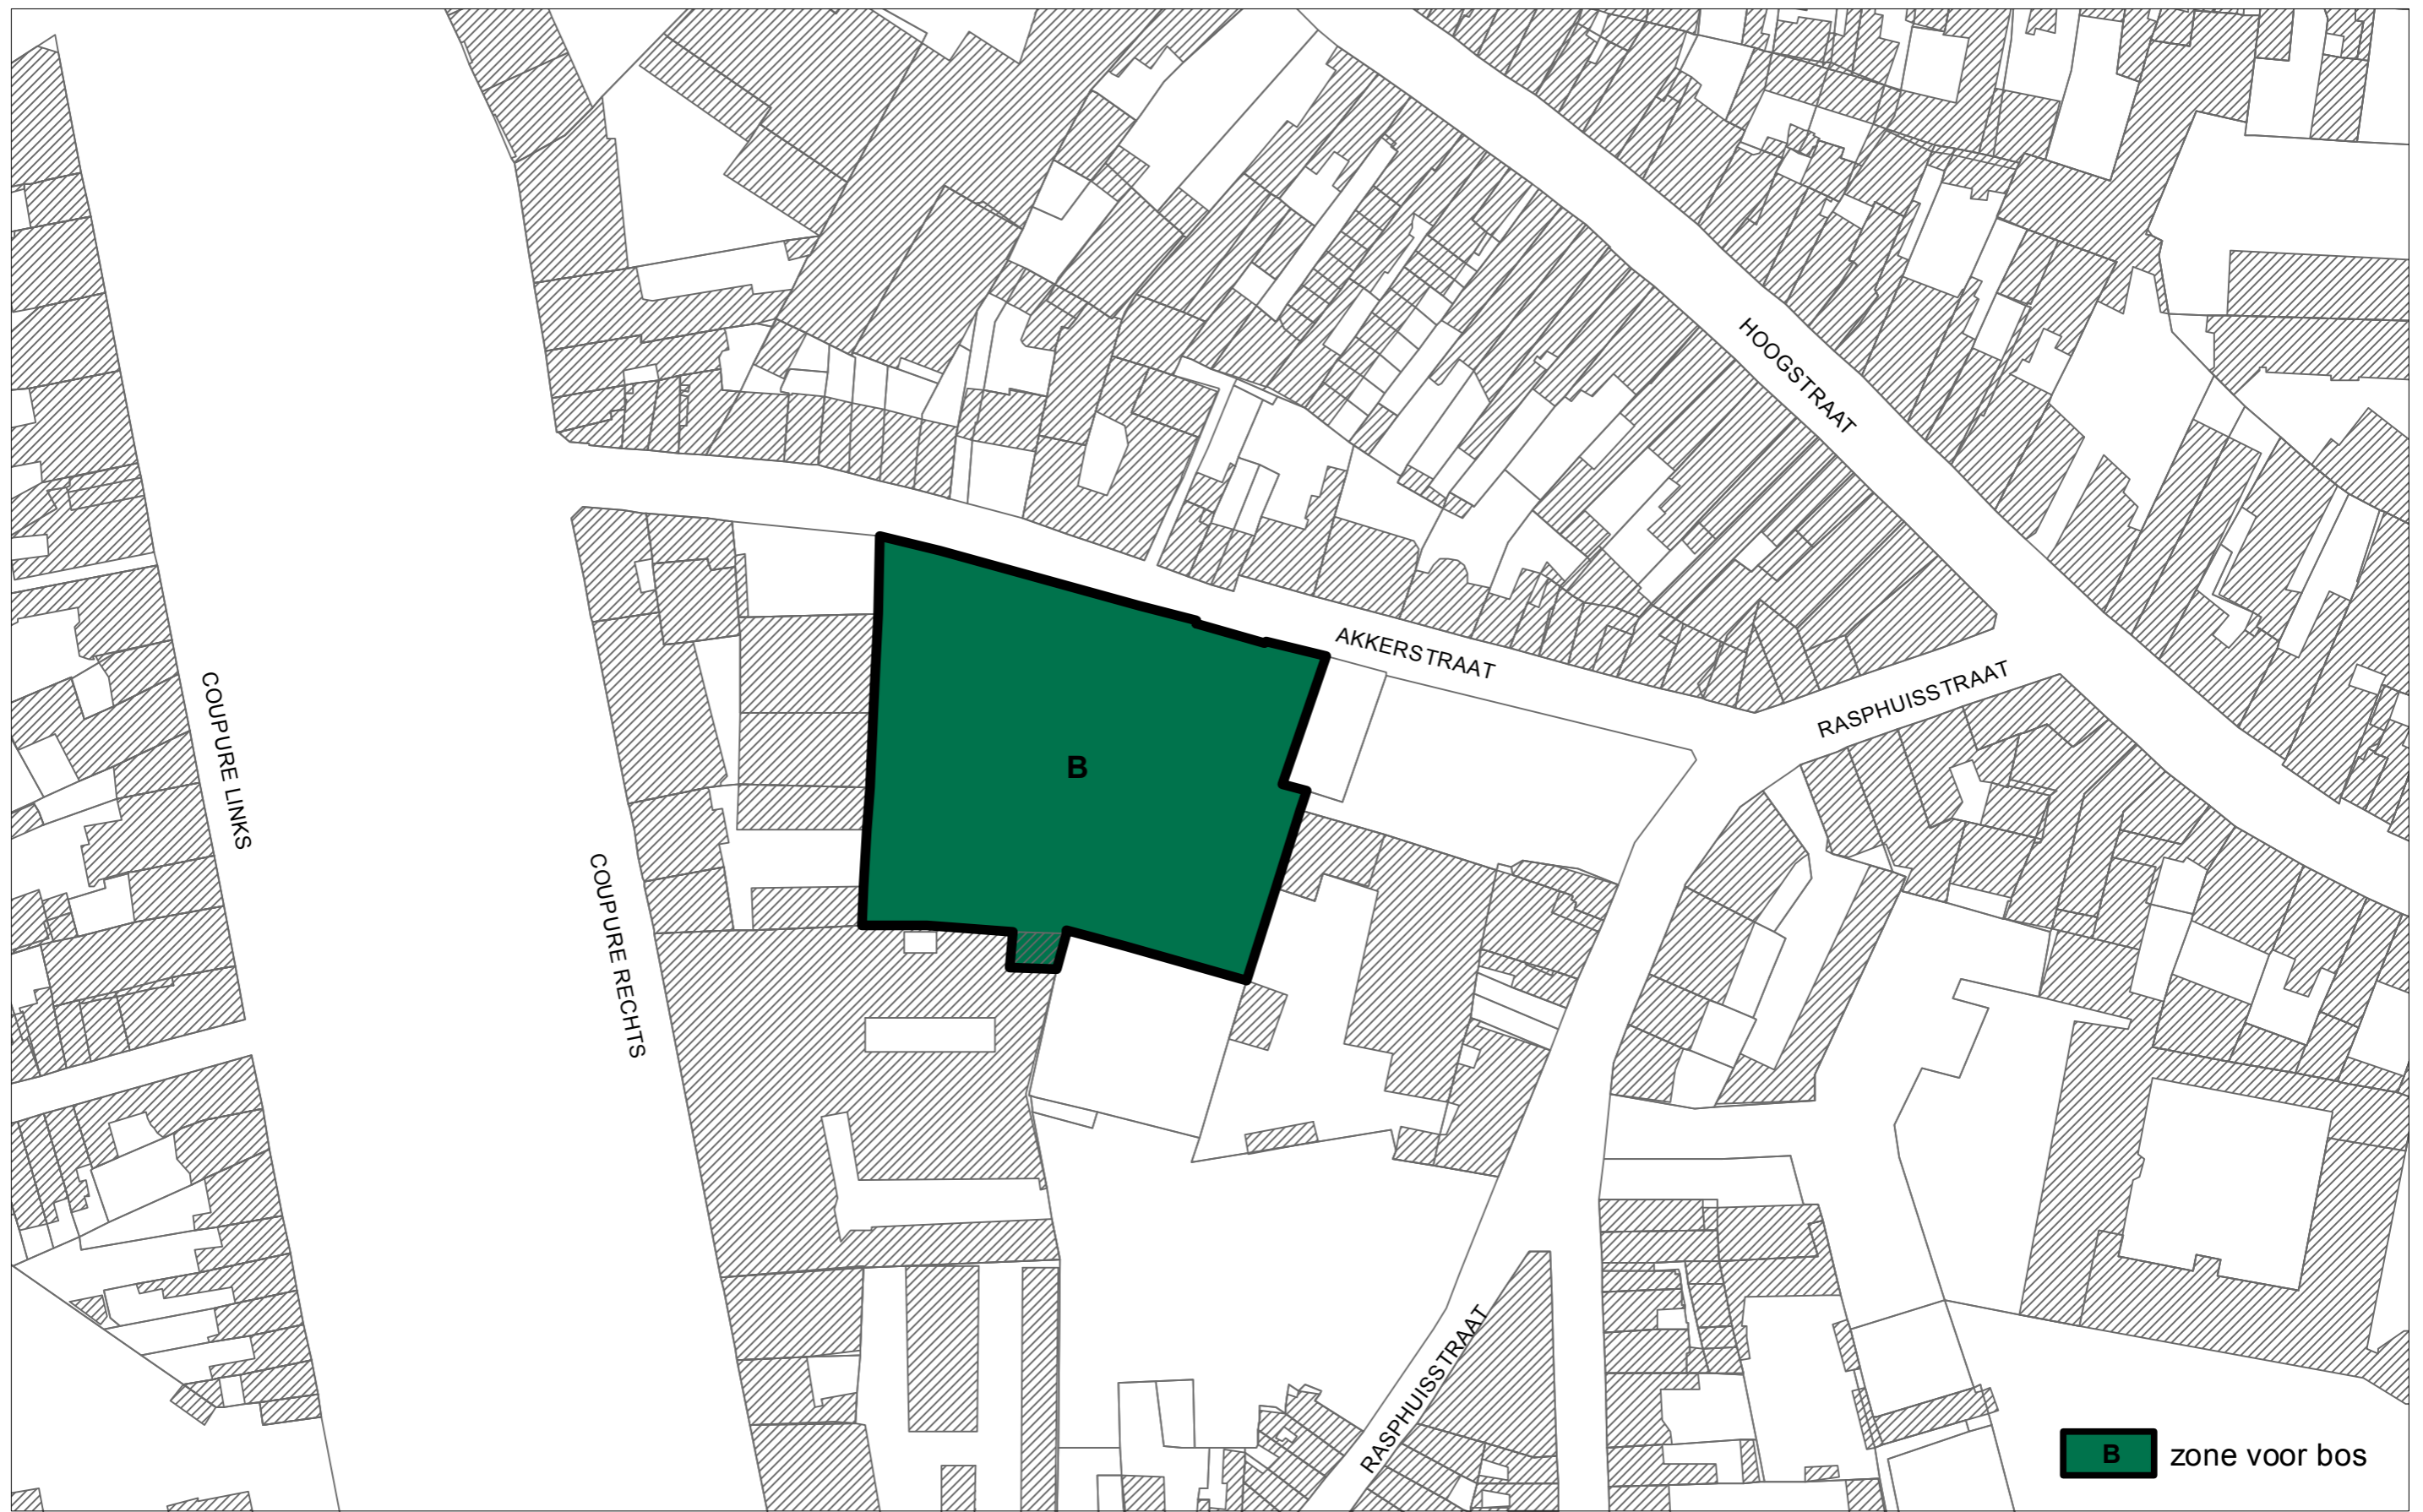 HOOGSTRAAT
AKKERSTRAAT
RASPHUISSTRAAT
COUPURE LINKS
B
COUPURE RECHTS
RASPHUISSTRAAT
B zone voor bos